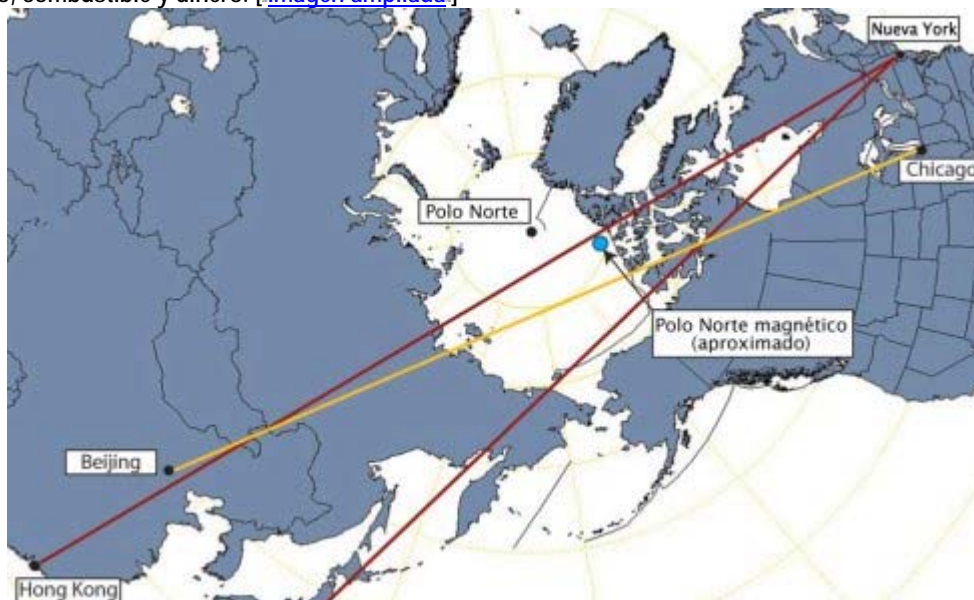 combustible y dinero. [imagen ampliada]
Nueva York
Chicago
Polo Norte
Polo Norte magnético
(aproximado)
Beijing
Hong Kong